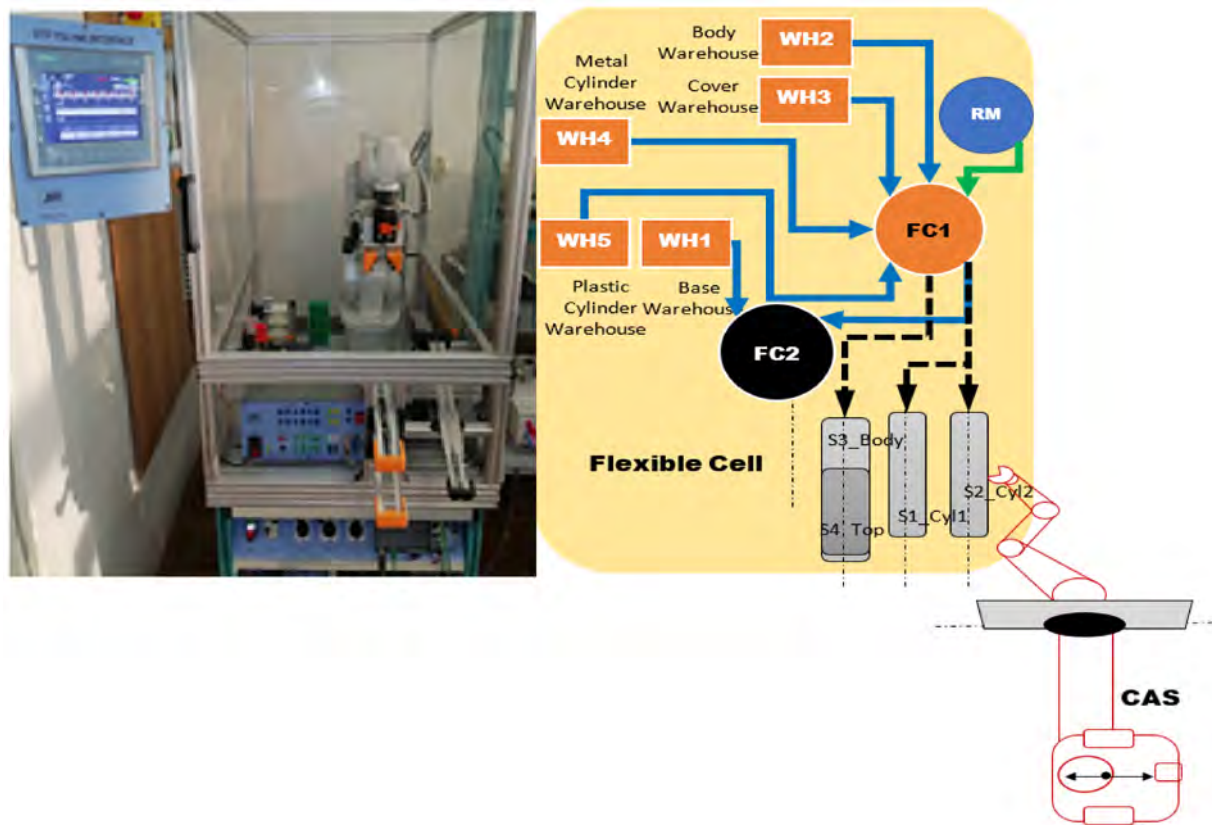 Body
Warehouse
WH2
Metal
Cylinder
Warehouse
Cover
Warehouse
WH3
RM
WH4
FC1
WH5
WH1
Plastic
Cylinder
Warehouse
Base
Warehous
FC2
S3_Body
Flexible Cell
S2_Cyl2
S1_Cyl1
S4_Top
CAS